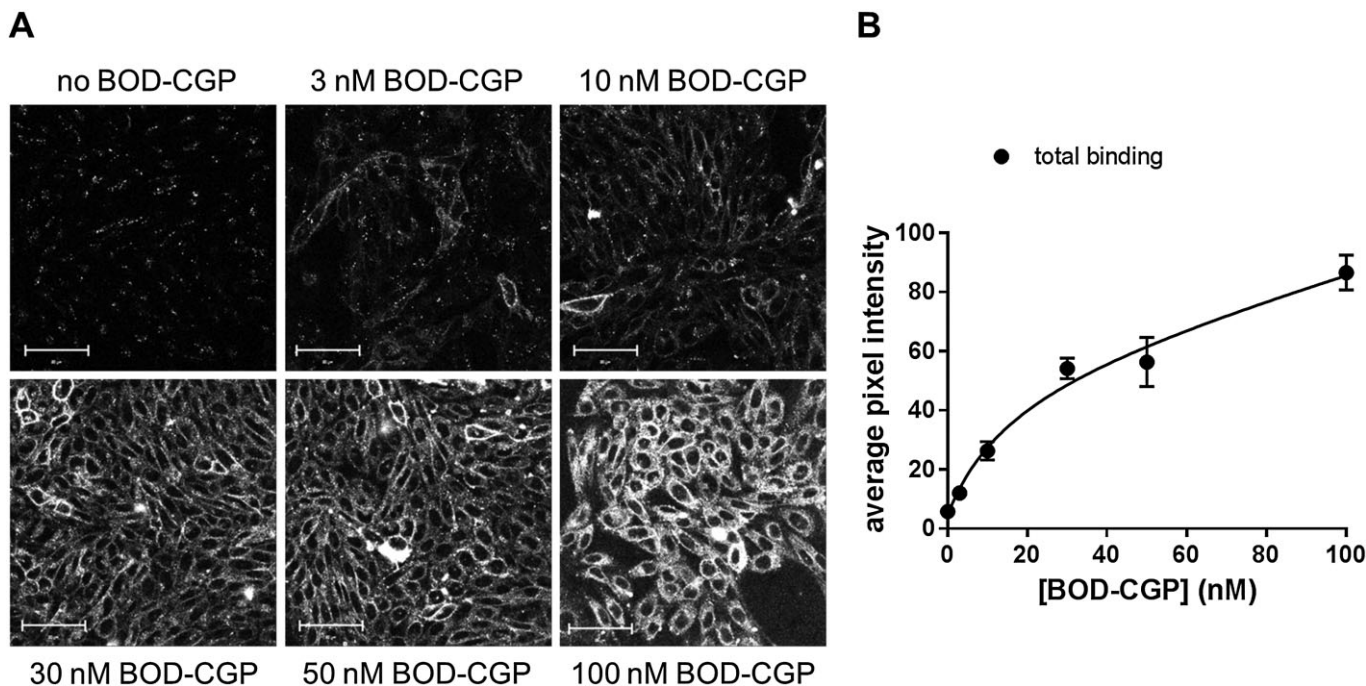 A
no BOD-CGP
3 nM BOD-CGP
10 nM BOD-CGP
30 nM BOD-CGP
50 nM BOD-CGP
100 nM BOD-CGP
B
total binding
average pixel intensity
100
80
60
40
20
0
0 20 40 60 80 100
[BOD-CGP] (nM)